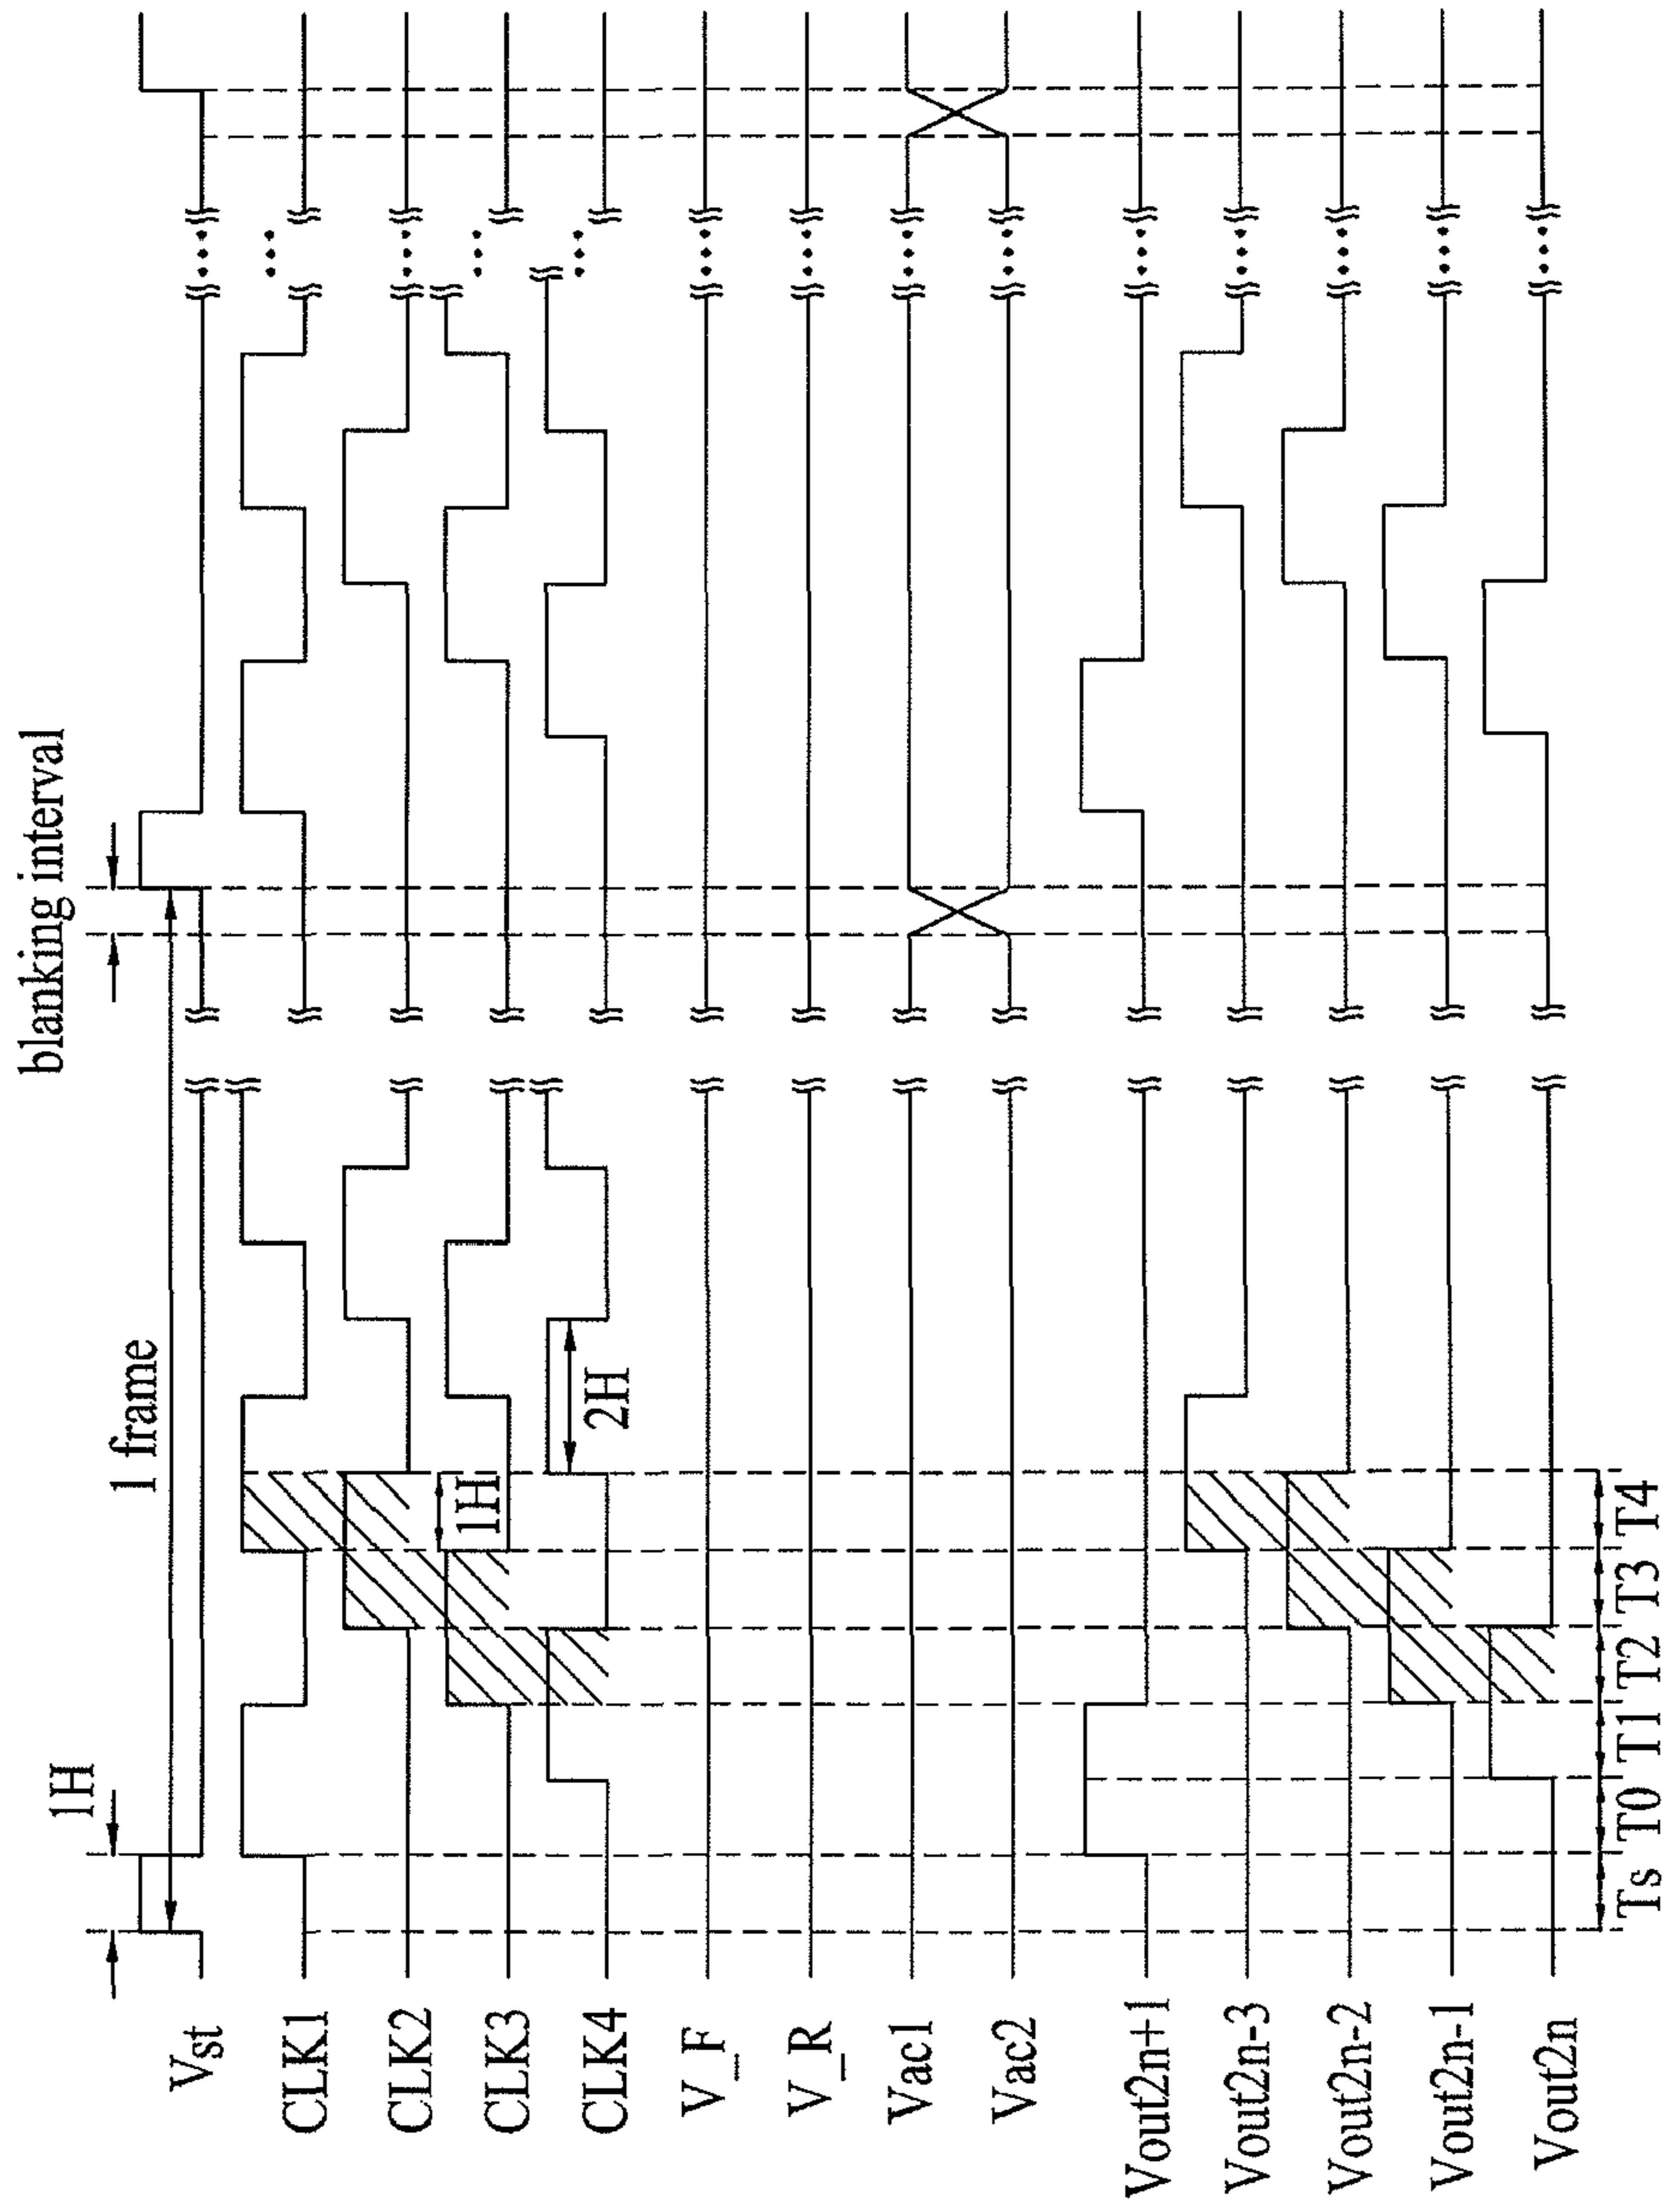 blanking interval
1 frame
1H
Vst
CLK1
CLK2
CLK3
1H
CLK4
2H
V_F
V_R
Vac1
Vac2
Vout2n+1
Vout2n-3
Vout2n-2
Vout2n-1
Vout2n
Ts T0 T1 T2 T3 T4